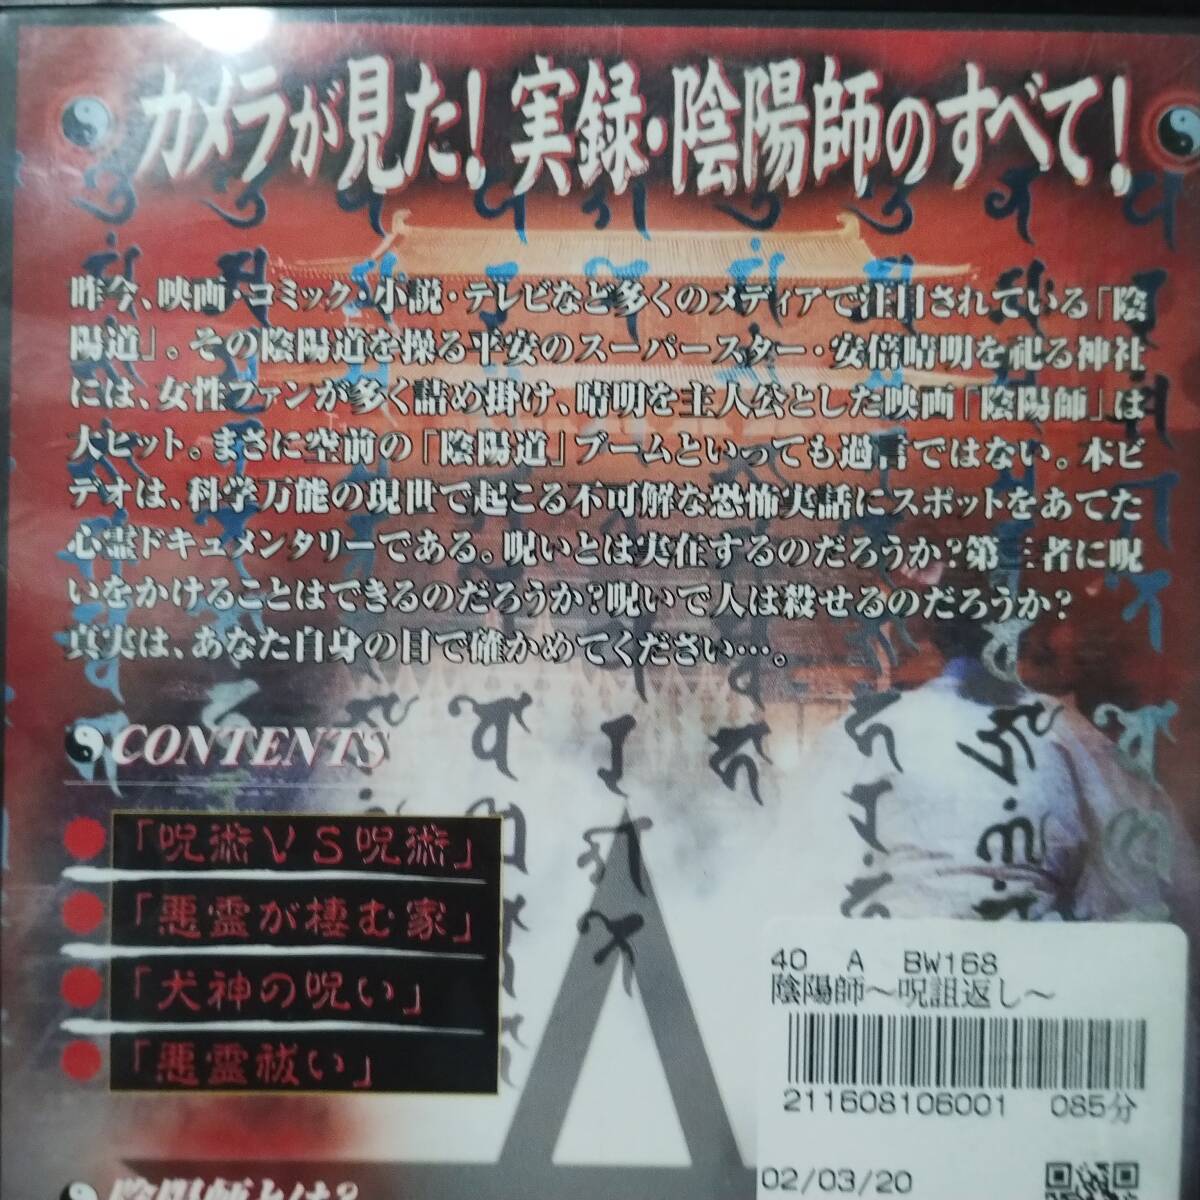 カメラが見た！実録・陰陽師のすべて！
昨今、映画・コミック・小説・テレビなど多くのメディアで注目されている「陰
陽道」。その陰陽道を操る平安のスーパースター・安倍晴明を祀る神社
には、女性ファンが多く詰め掛け、晴明を主人公とした映画「陰陽師」は
大ヒット。まさに空前の「陰陽道」ブームといっても過言ではない。本ビ
デオは、科学万能の現世で起こる不可解な恐怖実話にスポットをあてた
心霊ドキュメンタリーである。呪いとは実在するのだろうか？第三者に呪
いをかけることはできるのだろうか？呪いで人は殺せるのだろうか？
真実は、あなた自身の目で確かめてください…。
CONTENTS
「呪術ＶＳ呪術」
「悪霊が棲む家」
「犬神の呪い」
「悪霊祓い」
陰陽師とは？
40 A BW168
陰陽師～呪詛返し～
211608106001 085分
02/03/20